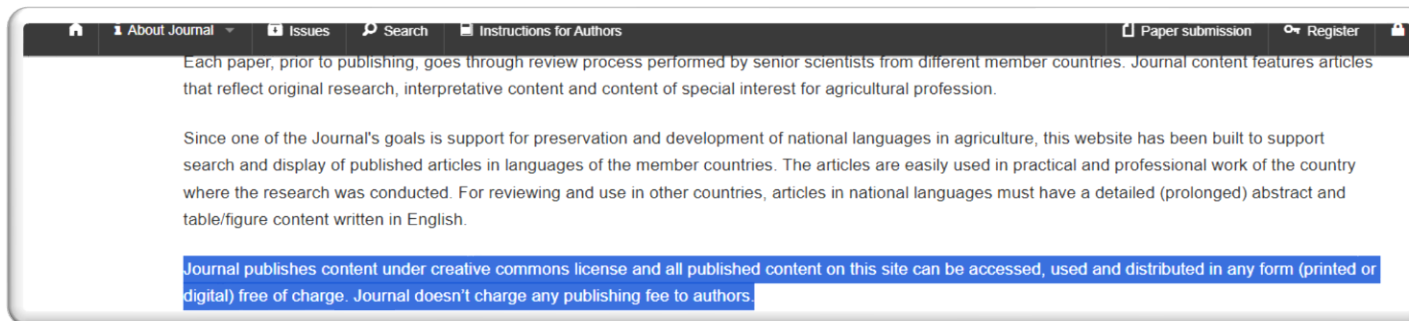 About Journal
Issues
Search
Instructions for Authors
Paper submission
Register
Each paper, prior to publishing, goes through review process performed by senior scientists from different member countries. Journal content features articles
that reflect original research, interpretative content and content of special interest for agricultural profession.
Since one of the Journal's goals is support for preservation and development of national languages in agriculture, this website has been built to support
search and display of published articles in languages of the member countries. The articles are easily used in practical and professional work of the country
where the research was conducted. For reviewing and use in other countries, articles in national languages must have a detailed (prolonged) abstract and
table/figure content written in English.
Journal publishes content under creative commons license and all published content on this site can be accessed, used and distributed in any form (printed or
digital) free of charge. Journal doesn’t charge any publishing fee to authors.